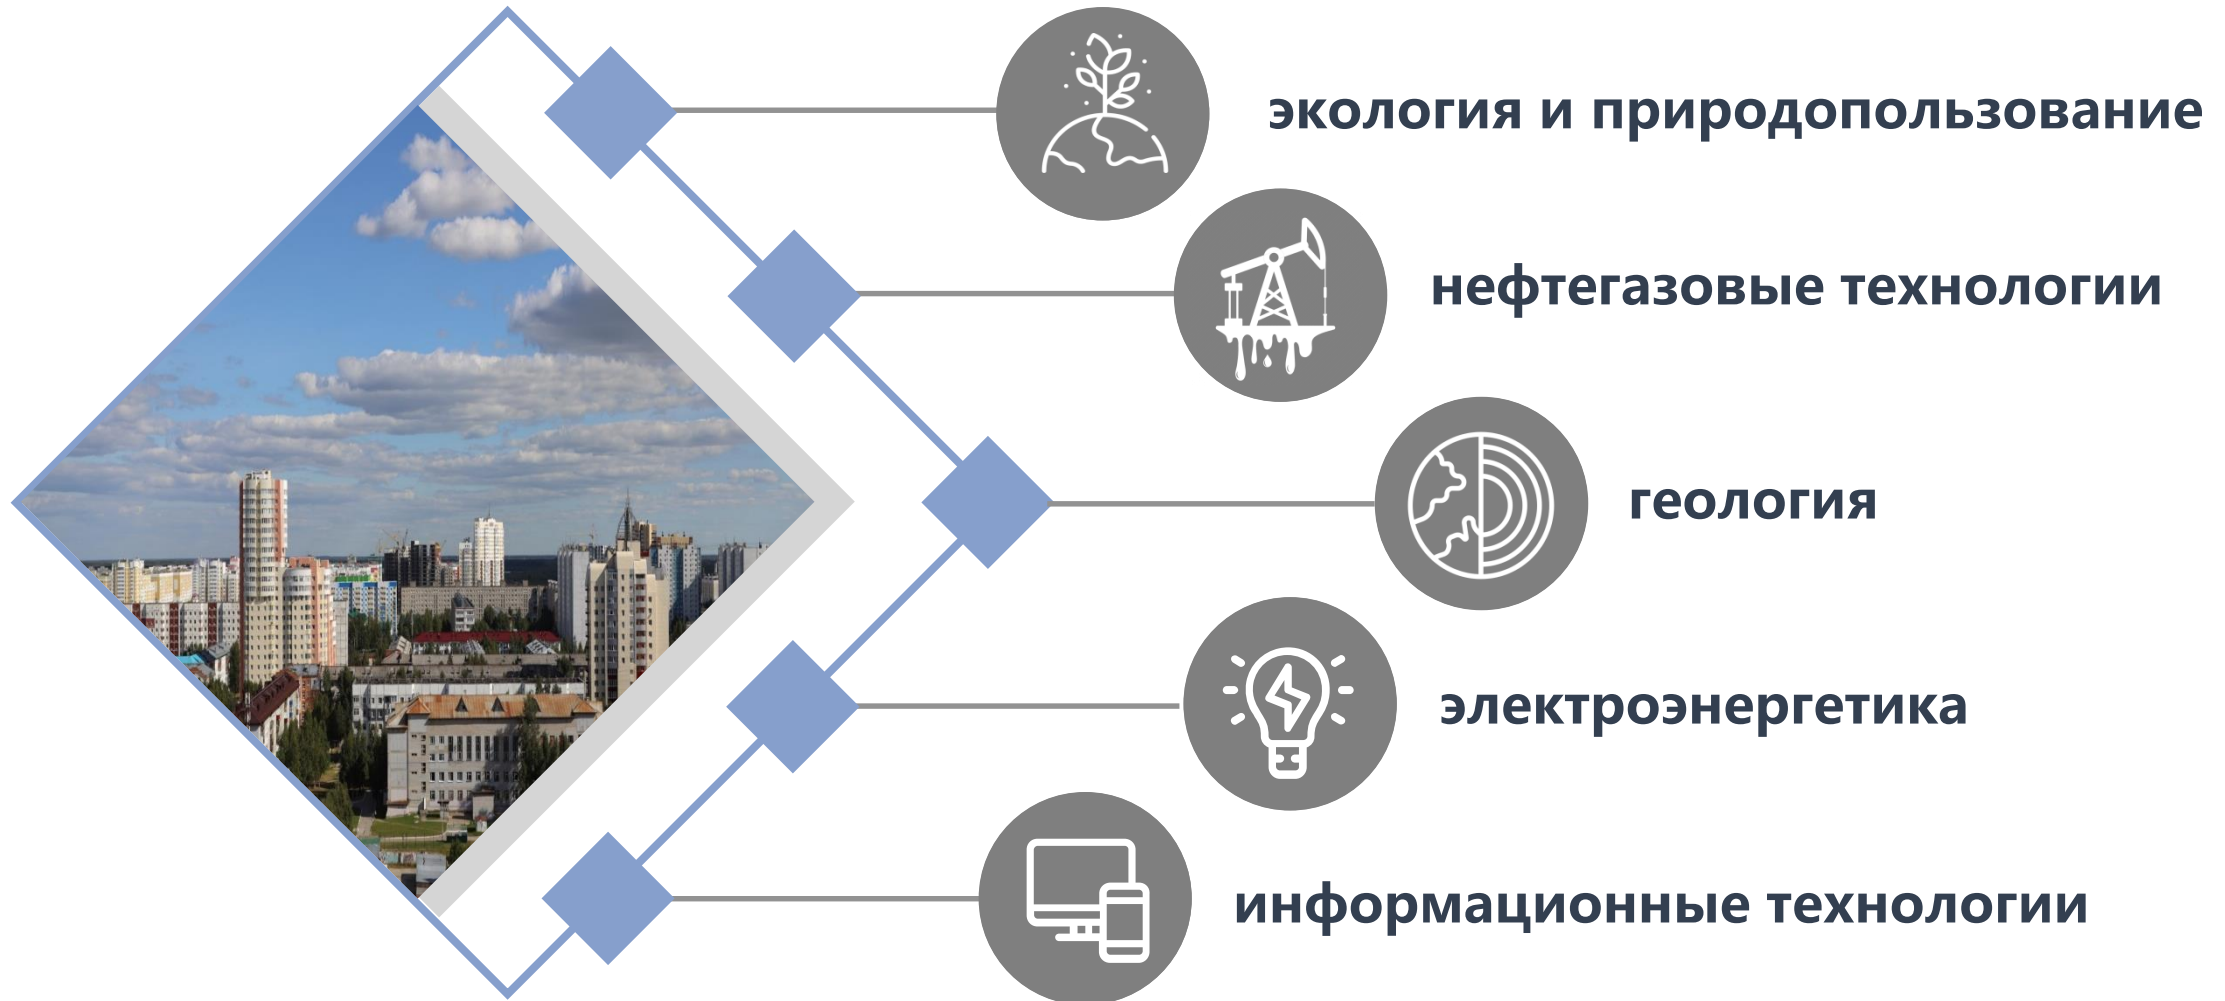 экология и природопользование
нефтегазовые технологии
геология
электроэнергетика
информационные технологии